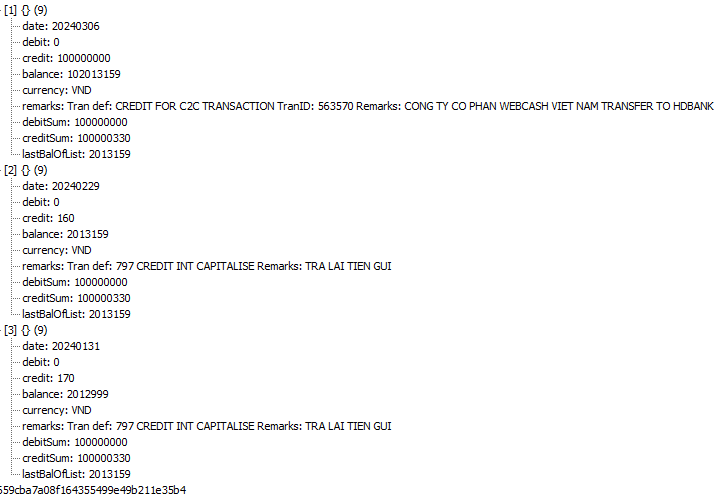 [1] {} (9)
date: 20240306
debit: 0
credit: 100000000
balance: 102013159
currency: VND
remarks: Tran def: CREDIT FOR C2C TRANSACTION TranID: 563570 Remarks: CONG TY CO PHAN WEBCASH VIET NAM TRANSFER TO HDBANK
debitSum: 100000000
creditSum: 100000330
lastBalOfList: 2013159
[2] {} (9)
date: 20240229
debit: 0
credit: 160
balance: 2013159
currency: VND
remarks: Tran def: 797 CREDIT INT CAPITALISE Remarks: TRA LAI TIEN GUI
debitSum: 100000000
creditSum: 100000330
lastBalOfList: 2013159
[3] {} (9)
date: 20240131
debit: 0
credit: 170
balance: 2012999
currency: VND
remarks: Tran def: 797 CREDIT INT CAPITALISE Remarks: TRA LAI TIEN GUI
debitSum: 100000000
creditSum: 100000330
lastBalOfList: 2013159
559cba7a08f164355499e49b211e35b4